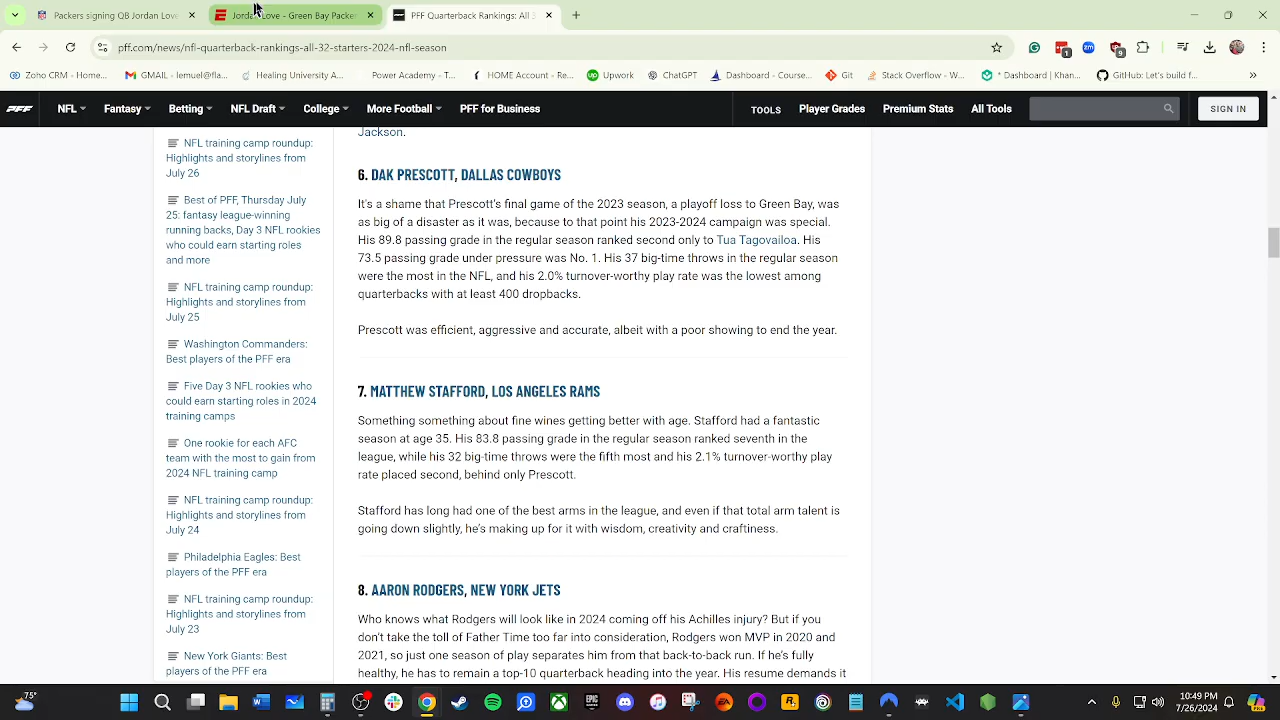 Packers signing Jordan Love
Jordan Love - Green Bay Packe
PFF Quarterback Rankings: All 3
pff.com/news/nfl-quarterback-rankings-all-32-starters-2024-nfl-season
1
9
Zoho CRM - Home...
GMAIL - lemuel@fla...
Healing University A...
Power Academy - T...
HOME Account - Re...
Upwork
ChatGPT
Dashboard - Course...
Git
Stack Overflow - W...
* Dashboard | Khan...
GitHub: Let's build f...
»
PFF
NFL
Fantasy
Betting
NFL Draft
College
More Football
PFF for Business
TOOLS
Player Grades
Premium Stats
All Tools
SIGN IN
NFL training camp roundup:
Highlights and storylines from
July 26
Best of PFF, Thursday July
25: fantasy league-winning
running backs, Day 3 NFL rookies
who could earn starting roles
and more
NFL training camp roundup:
Highlights and storylines from
July 25
Washington Commanders:
Best players of the PFF era
Five Day 3 NFL rookies who
could earn starting roles in 2024
training camps
One rookie for each AFC
team with the most to gain from
2024 NFL training camp
NFL training camp roundup:
Highlights and storylines from
July 24
Philadelphia Eagles: Best
players of the PFF era
NFL training camp roundup:
Highlights and storylines from
July 23
New York Giants: Best
players of the PFF era
Jackson.
6. DAK PRESCOTT, DALLAS COWBOYS
It's a shame that Prescott's final game of the 2023 season, a playoff loss to Green Bay, was
as big of a disaster as it was, because to that point his 2023-2024 campaign was special.
His 89.8 passing grade in the regular season ranked second only to Tua Tagovailoa. His
73.5 passing grade under pressure was No. 1. His 37 big-time throws in the regular season
were the most in the NFL, and his 2.0% turnover-worthy play rate was the lowest among
quarterbacks with at least 400 dropbacks.
Prescott was efficient, aggressive and accurate, albeit with a poor showing to end the year.
7. MATTHEW STAFFORD, LOS ANGELES RAMS
Something something about fine wines getting better with age. Stafford had a fantastic
season at age 35. His 83.8 passing grade in the regular season ranked seventh in the
league, while his 32 big-time throws were the fifth most and his 2.1% turnover-worthy play
rate placed second, behind only Prescott.
Stafford has long had one of the best arms in the league, and even if that total arm talent is
going down slightly, he's making up for it with wisdom, creativity and craftiness.
8. AARON RODGERS, NEW YORK JETS
Who knows what Rodgers will look like in 2024 coming off his Achilles injury? But if you
don't take the toll of Father Time too far into consideration, Rodgers won MVP in 2020 and
2021, so just one season of play separates him from that back-to-back run. If he's fully
healthy, he has to remain a top-10 quarterback heading into the year. His resume demands it
75°
10:49 PM
7/26/2024